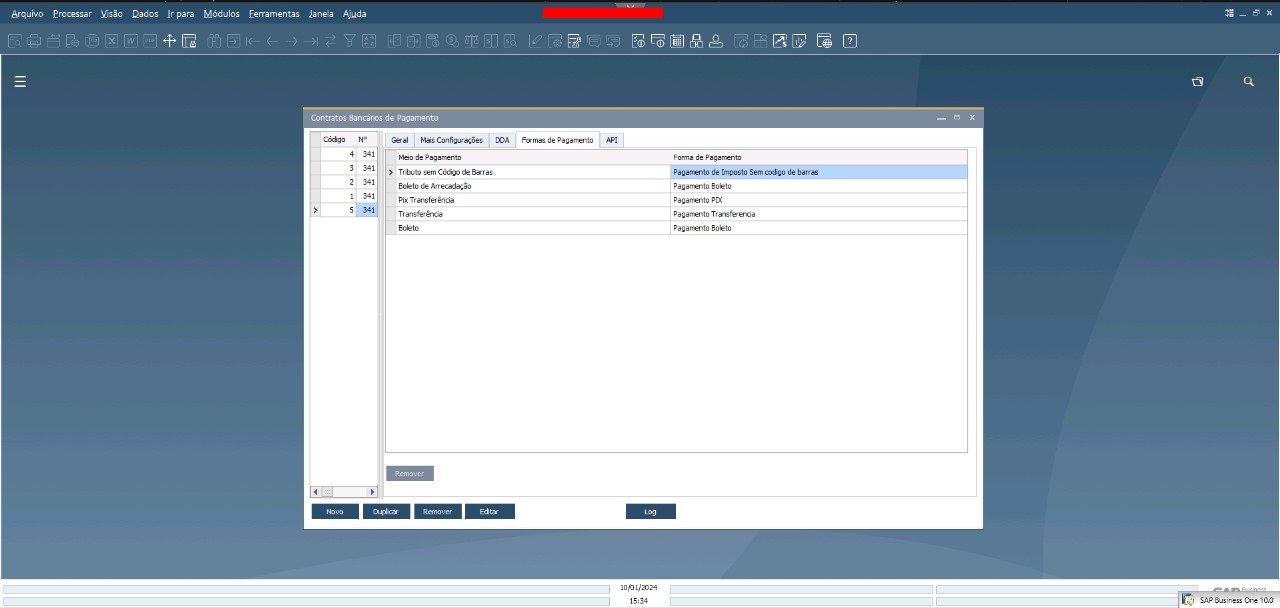 Arquivo Processar Visão Dados Ir para Módulos Ferramentas Janela Ajuda
Contratos Bancários de Pagamento
Código Nº
4 341
3 341
2 341
1 341
5 341
Geral Mais Configurações DDA Formas de Pagamento API
Meio de Pagamento Forma de Pagamento
Tributo sem Código de Barras Pagamento de Imposto Sem codigo de barras
Boleto de Arrecadação Pagamento Boleto
Pix Transferência Pagamento PIX
Transferência Pagamento Transferencia
Boleto Pagamento Boleto
Remover
Novo Duplicar Remover Editar Log
10/01/2024
15:34
SAP Business
SAP Business One 10.0